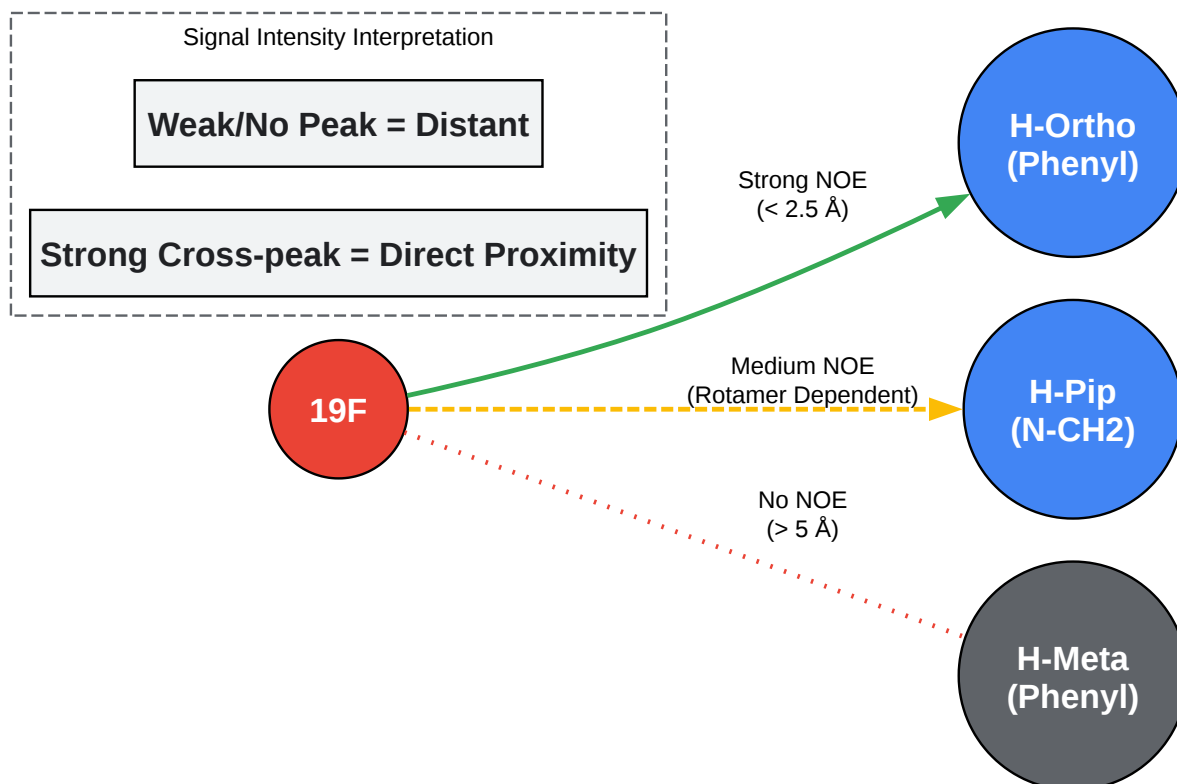 Signal Intensity Interpretation
Weak/No Peak = Distant
Strong Cross-peak = Direct Proximity
19F
Strong NOE
(< 2.5 Å)
Medium NOE
(Rotamer Dependent)
No NOE
(> 5 Å)
H-Ortho
(Phenyl)
H-Pip
(N-CH2)
H-Meta
(Phenyl)